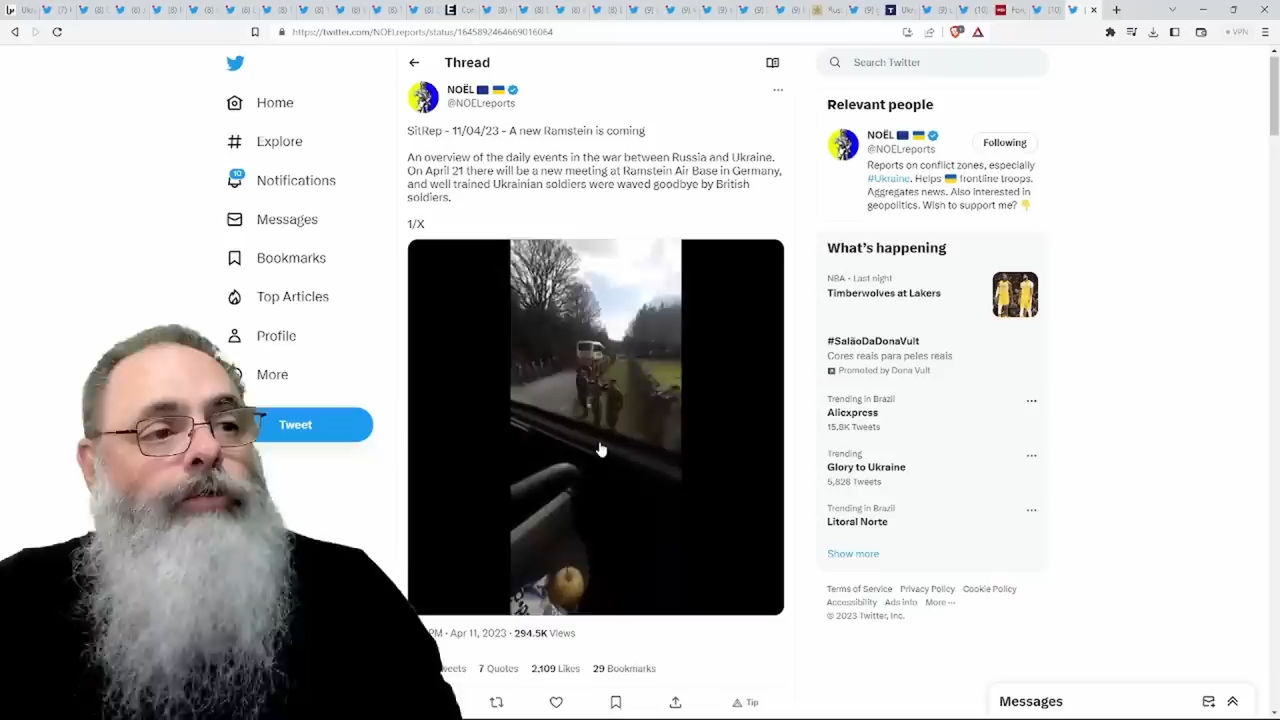 https://twitter.com/NOELreports/status/1645892464669016064
VPN
Home
Explore
10
Notifications
Messages
Bookmarks
Top Articles
Profile
More
Tweet
Thread
NOËL
@NOELreports
SitRep - 11/04/23 - A new Ramstein is coming
An overview of the daily events in the war between Russia and Ukraine.
On April 21 there will be a new meeting at Ramstein Air Base in Germany,
and well trained Ukrainian soldiers were waved goodbye by British
soldiers.
1/X
PM · Apr 11, 2023 · 294.5K Views
7 Quotes 2,109 Likes 29 Bookmarks
Tip
Search Twitter
Relevant people
NOËL
@NOELreports
Following
Reports on conflict zones, especially
#Ukraine. Helps frontline troops.
Aggregates news. Also interested in
geopolitics. Wish to support me?
What's happening
NBA · Last night
Timberwolves at Lakers
#SalãoDaDonaVult
Cores reais para peles reais
Promoted by Dona Vult
Trending in Brazil
Aliexpress
15.8K Tweets
Trending
Glory to Ukraine
5,828 Tweets
Trending in Brazil
Litoral Norte
Show more
Terms of Service Privacy Policy Cookie Policy
Accessibility Ads info More ···
© 2023 Twitter, Inc.
Messages